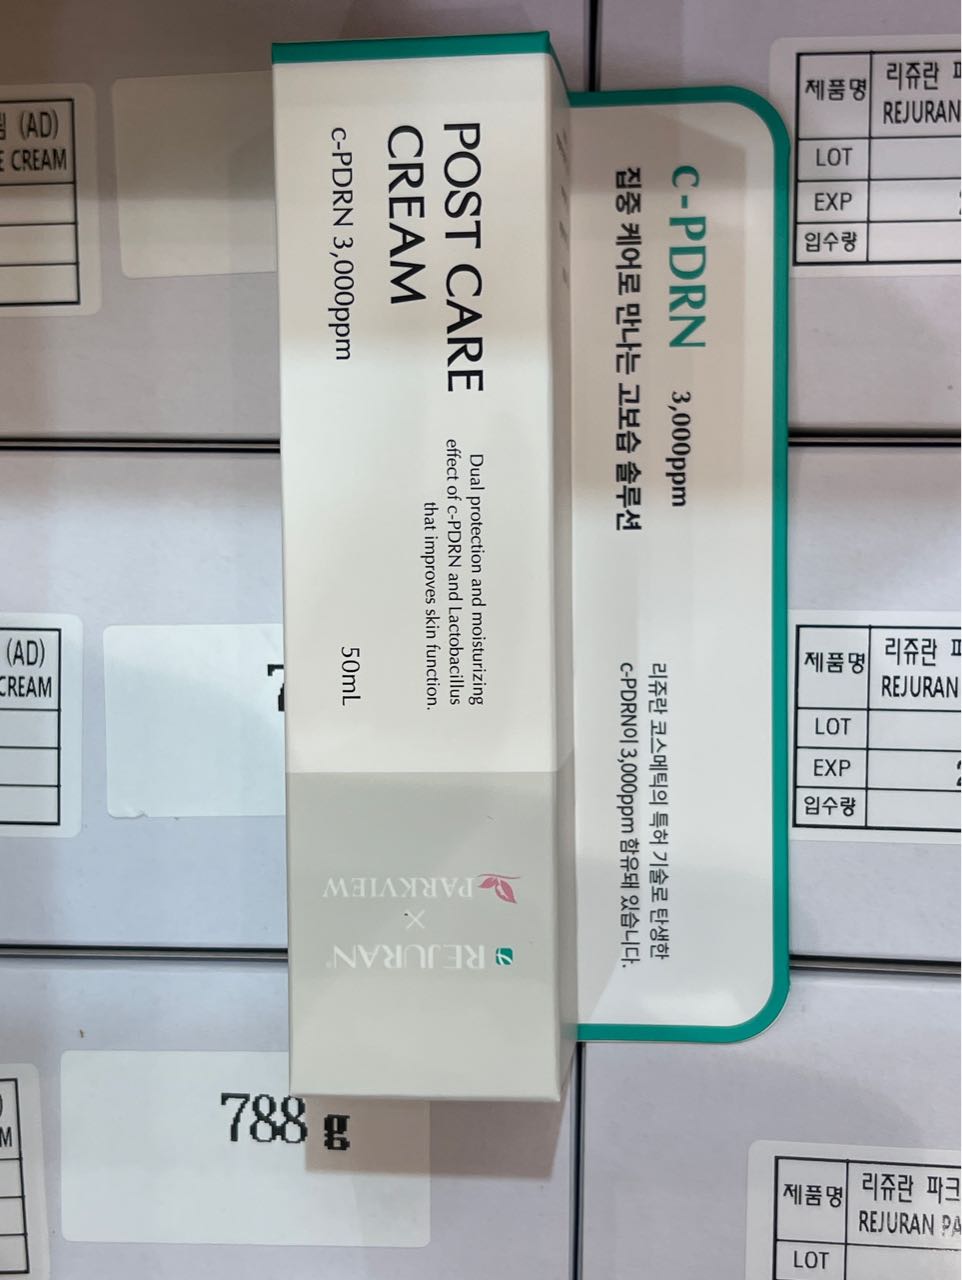 POST CARE
CREAM
c-PDRN 3,000ppm
Dual protection and moisturizing
effect of c-PDRN and Lactobacillus
that improves skin function.
50mL
REJURAN®
×
PARKVIEW
C-PDRN 3,000ppm
집중 케어로 만나는 고보습 솔루션
리쥬란 코스메틱의 특허 기술로 탄생한
c-PDRN이 3,000ppm 함유돼 있습니다.
(AD)
CREAM
제품명
리쥬란
REJURAN
LOT
EXP
입수량
(AD)
CREAM
제품명
리쥬란
REJURAN
LOT
EXP
입수량
788 g
제품명
리쥬란 파크
REJURAN PA
LOT